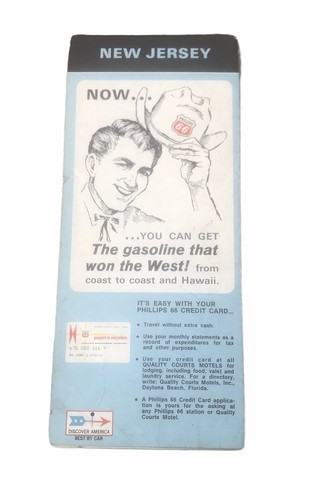 NEW JERSEY
NOW...
66
...YOU CAN GET
The gasoline that
won the West! from
coast to coast and Hawaii.
IT'S EASY WITH YOUR
PHILLIPS 66 CREDIT CARD...
• Travel without extra cash.
• Use your monthly statements as a
record of expenditures for tax
and other purposes.
• Use your credit card at all
QUALITY COURTS MOTELS for
lodging, including food, valet and
laundry service. For a directory,
write: Quality Courts Motels, Inc.,
Daytona Beach, Florida.
• A Phillips 66 Credit Card applica-
tion is yours for the asking at
any Phillips 66 station or Quality
Courts Motel.
DISCOVER AMERICA
BEST BY CAR